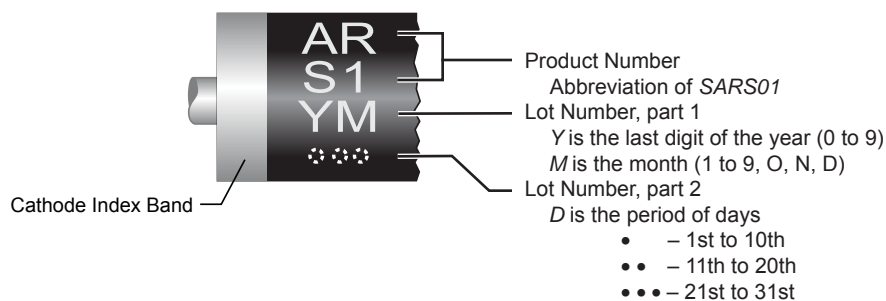 AR
S1
YM
Cathode Index Band
Product Number
Abbreviation of SARS01
Lot Number, part 1
Y is the last digit of the year (0 to 9)
M is the month (1 to 9, O, N, D)
Lot Number, part 2
D is the period of days
• – 1st to 10th
• • – 11th to 20th
• • • – 21st to 31st